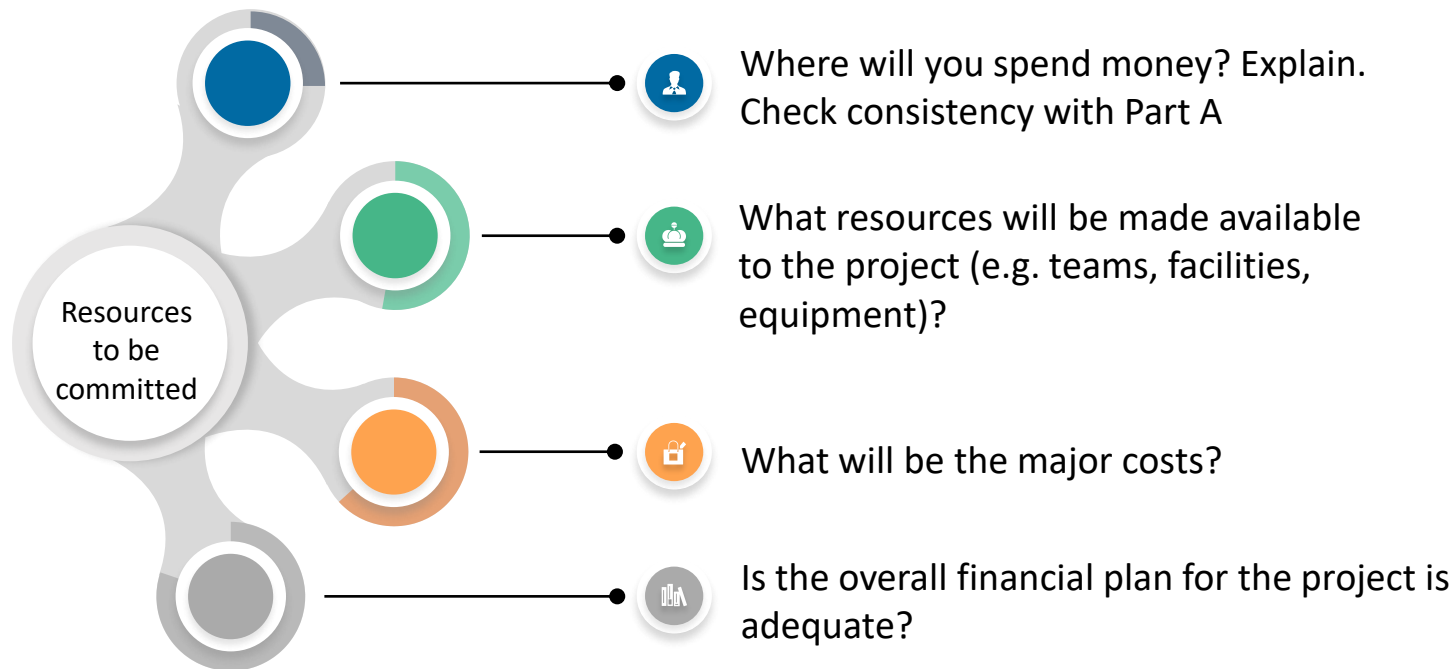 Where will you spend money? Explain.
Check consistency with Part A
What resources will be made available
to the project (e.g. teams, facilities,
equipment)?
Resources
to be
committed
What will be the major costs?
Is the overall financial plan for the project is
adequate?